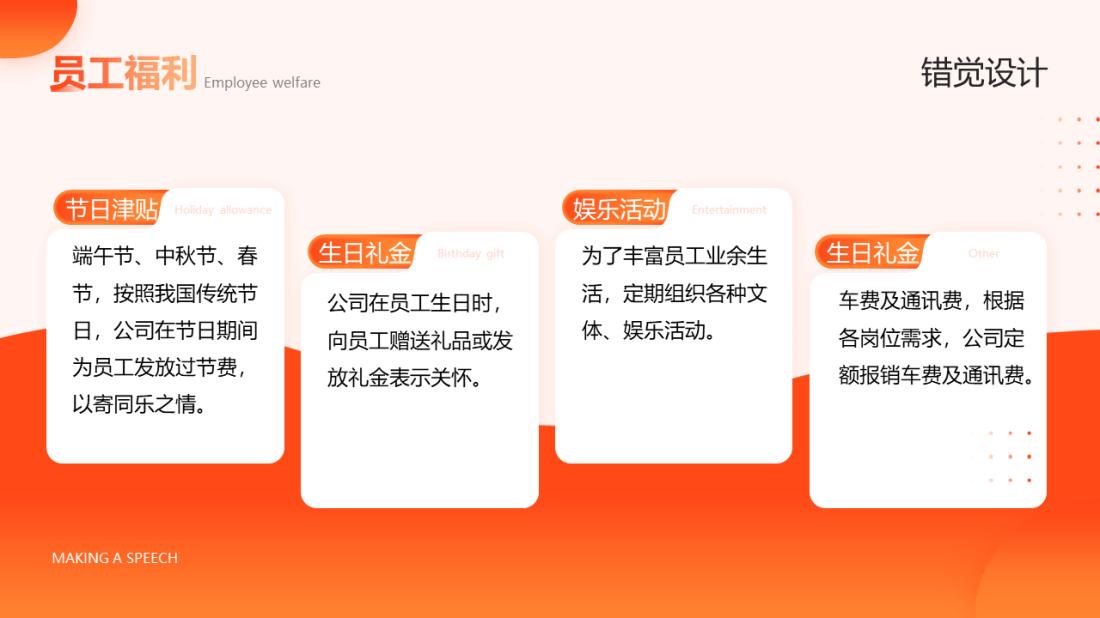 员工福利 Employee welfare
错觉设计
节日津贴 Holiday allowance
端午节、中秋节、春
节，按照我国传统节
日，公司在节日期间
为员工发放过节费，
以寄同乐之情。
生日礼金 Birthday gift
公司在员工生日时，
向员工赠送礼品或发
放礼金表示关怀。
娱乐活动 Entertainment
为了丰富员工业余生
活，定期组织各种文
体、娱乐活动。
生日礼金 Other
车费及通讯费，根据
各岗位需求，公司定
额报销车费及通讯费。
MAKING A SPEECH